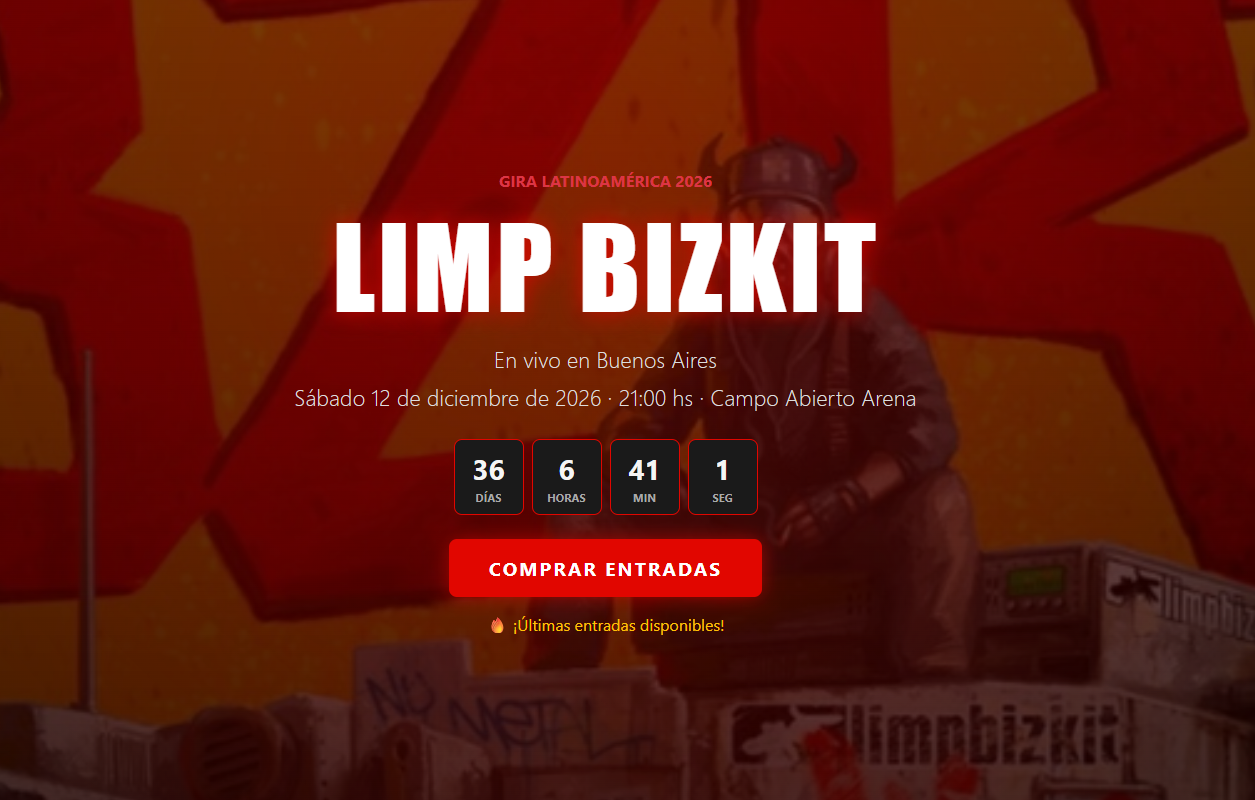 GIRA LATINOAMÉRICA 2026
LIMP BIZKIT
En vivo en Buenos Aires
Sábado 12 de diciembre de 2026 · 21:00 hs · Campo Abierto Arena
36 6 41 1
DÍAS HORAS MIN SEG
COMPRAR ENTRADAS
🔥 ¡Últimas entradas disponibles!
limpbiz
NU METAL
limpbizkit